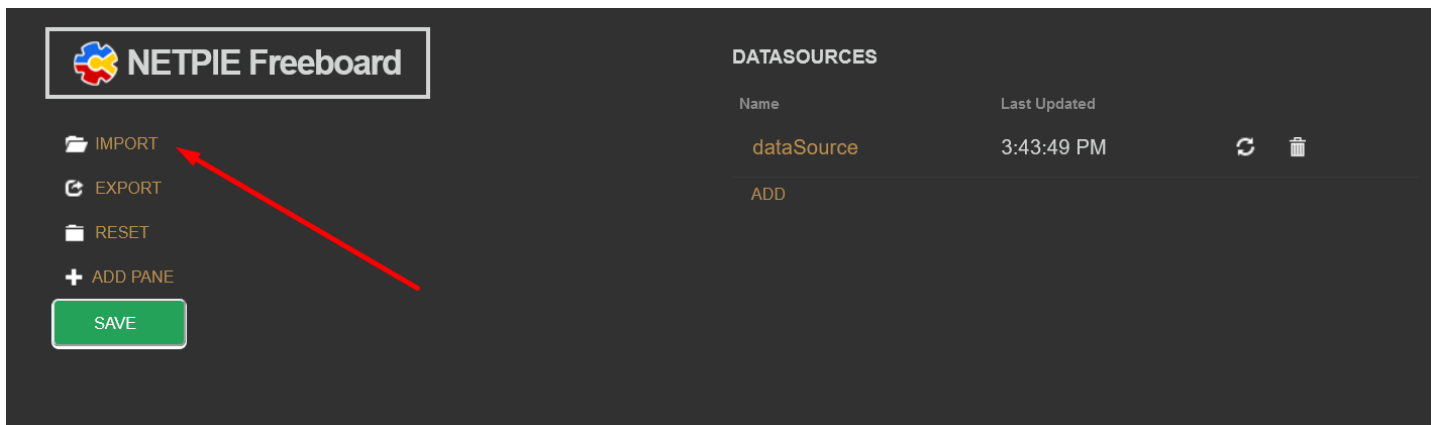 NETPIE Freeboard
IMPORT
EXPORT
RESET
ADD PANE
SAVE
DATASOURCES
Name Last Updated
dataSource 3:43:49 PM
ADD